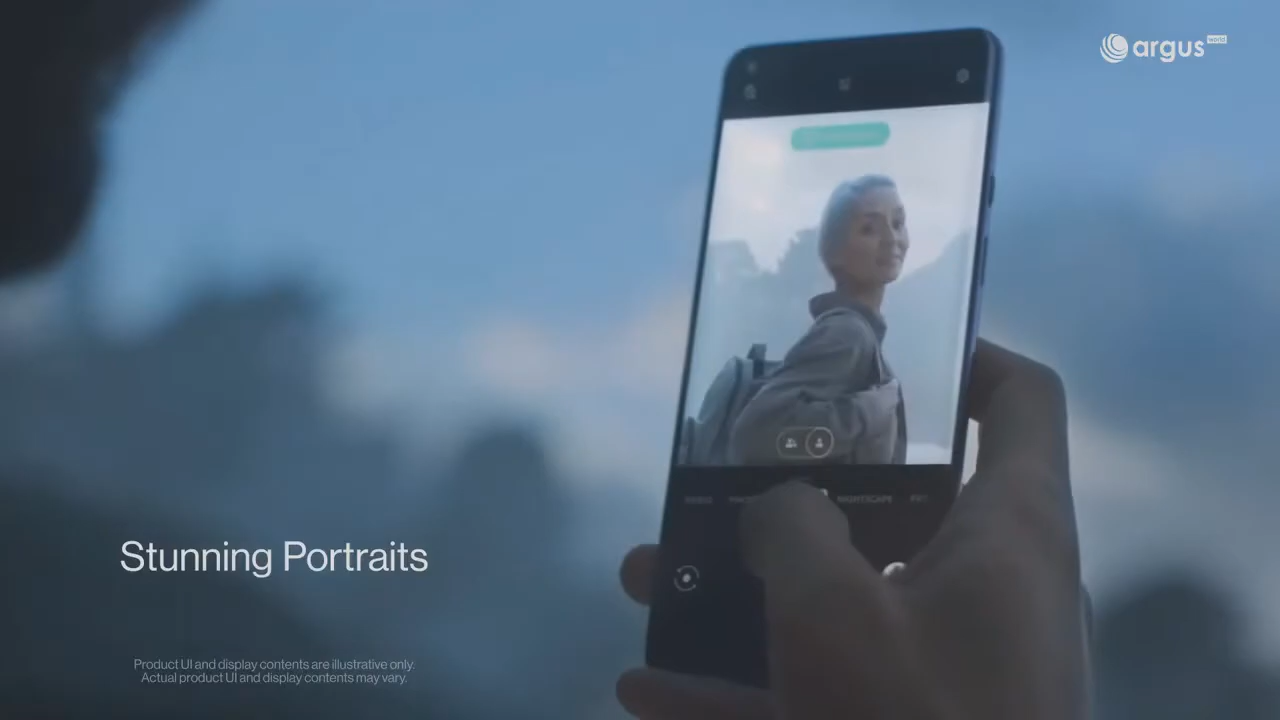 argus world
NIGHTSCAPE
Stunning Portraits
Product UI and display contents are illustrative only.
Actual product UI and display contents may vary.